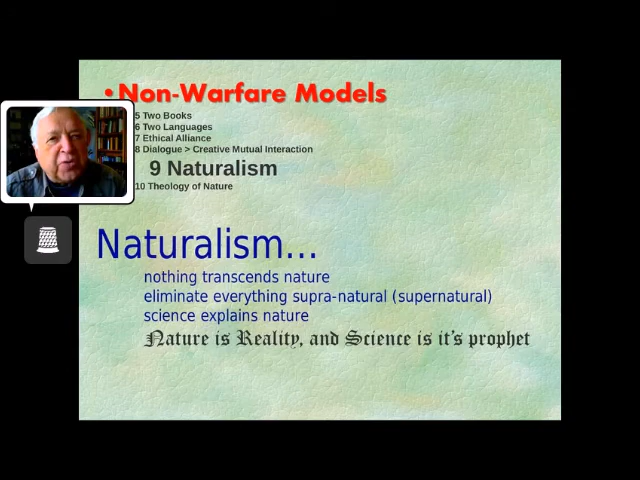 •Non-Warfare Models
5 Two Books
6 Two Languages
7 Ethical Alliance
8 Dialogue > Creative Mutual Interaction
9 Naturalism
10 Theology of Nature
Naturalism...
nothing transcends nature
eliminate everything supra-natural (supernatural)
science explains nature
Nature is Reality, and Science is it's prophet